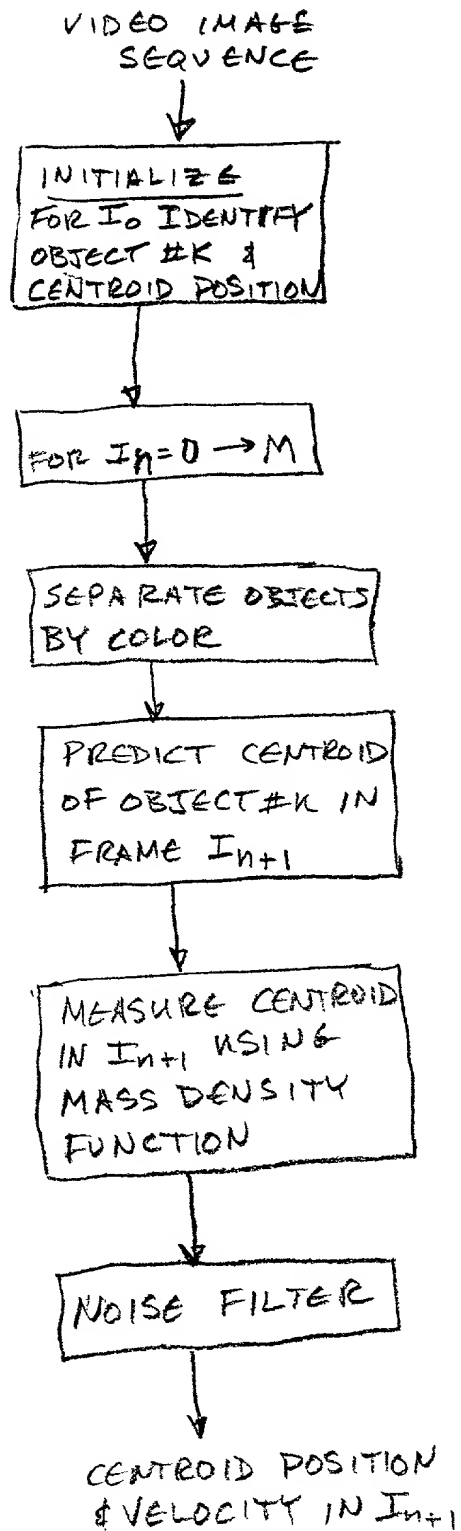 VIDEO IMAGE
SEQUENCE
INITIALIZE
FOR I₀ IDENTIFY
OBJECT #K &
CENTROID POSITION
FOR Iₙ=0 → M
SEPARATE OBJECTS
BY COLOR
PREDICT CENTROID
OF OBJECT #K IN
FRAME Iₙ₊₁
MEASURE CENTROID
IN Iₙ₊₁ USING
MASS DENSITY
FUNCTION
NOISE FILTER
CENTROID POSITION
& VELOCITY IN Iₙ₊₁